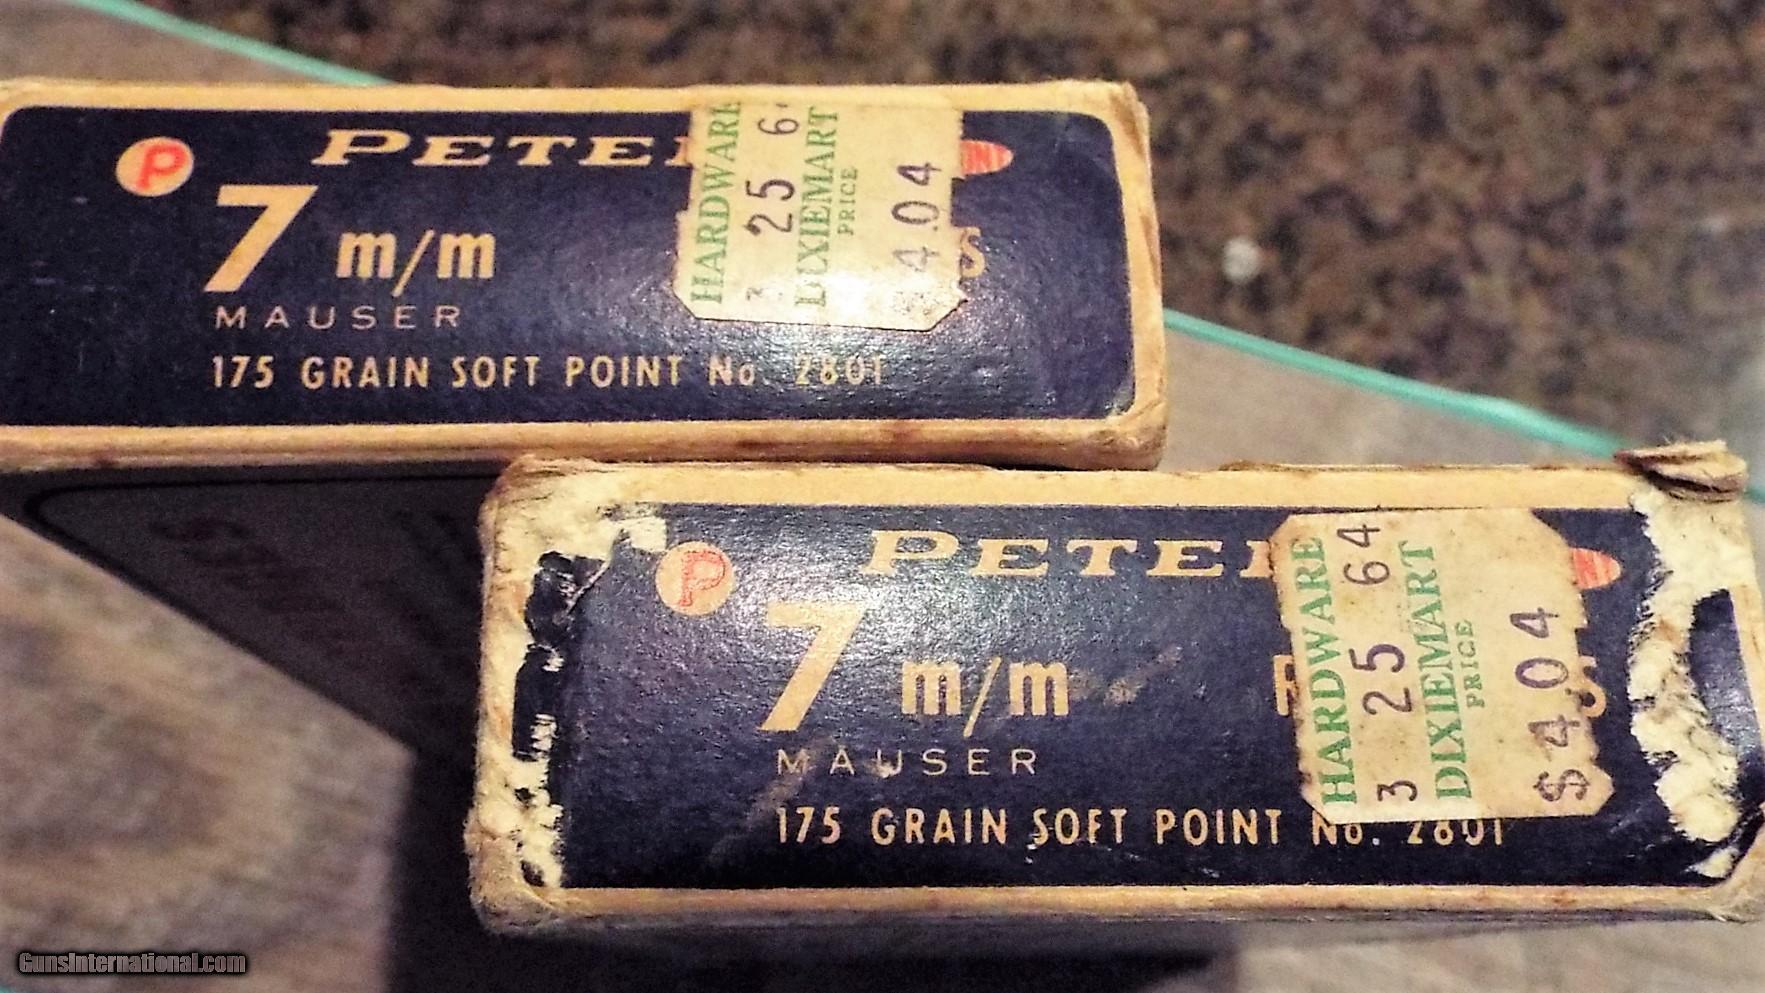 P PETE
7 m/m
MAUSER
175 GRAIN SOFT POINT No. 2801
HARDWARE
3 25 6
DIXIEMART
PRICE
$4.04
S
P PETE
7 m/m
MAUSER
175 GRAIN SOFT POINT No. 2801
HARDWARE
3 25 64
DIXIEMART
PRICE
$4.04
S
GunsInternational.com